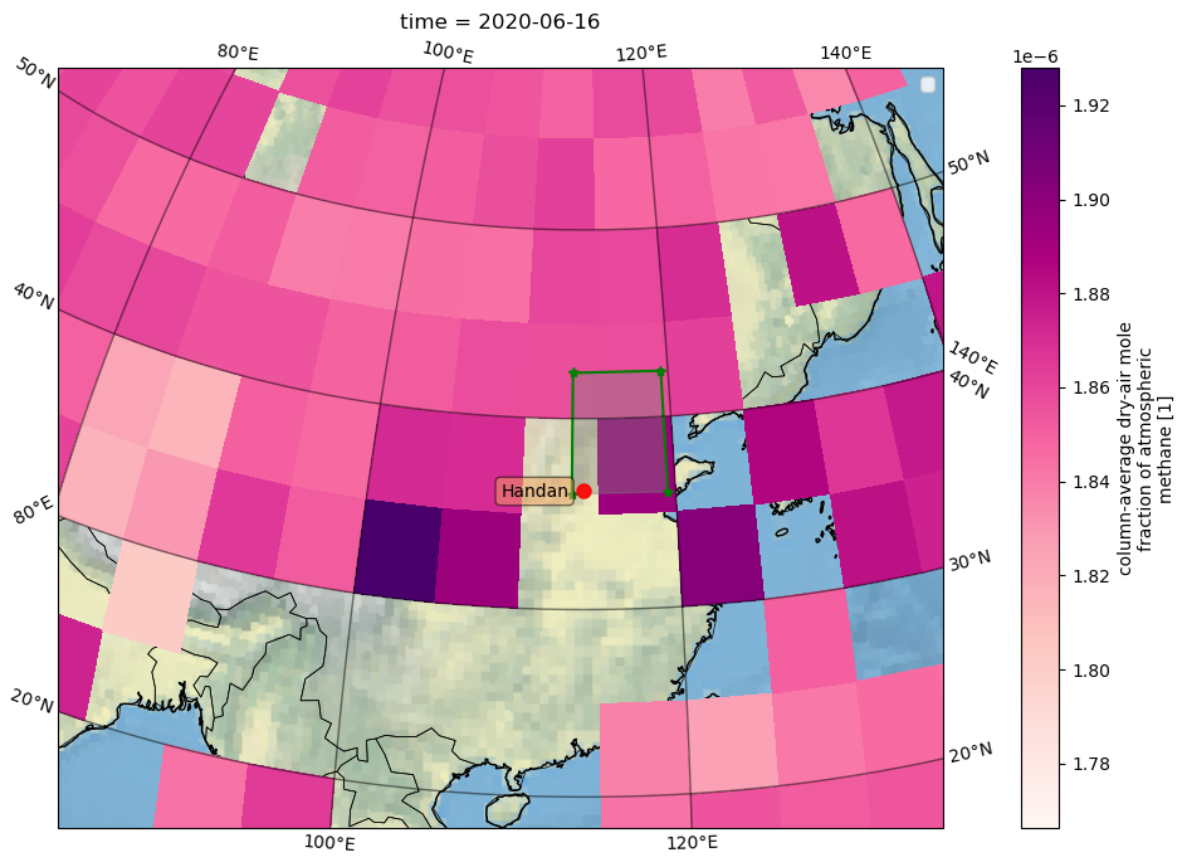 time = 2020-06-16
80°E
100°E
120°E
140°E
50°N
40°N
80°E
20°N
50°N
140°E
40°N
30°N
20°N
100°E
120°E
Handan
1e−6
1.92
1.90
1.88
1.86
1.84
1.82
1.80
1.78
column-average dry-air mole
fraction of atmospheric
methane [1]